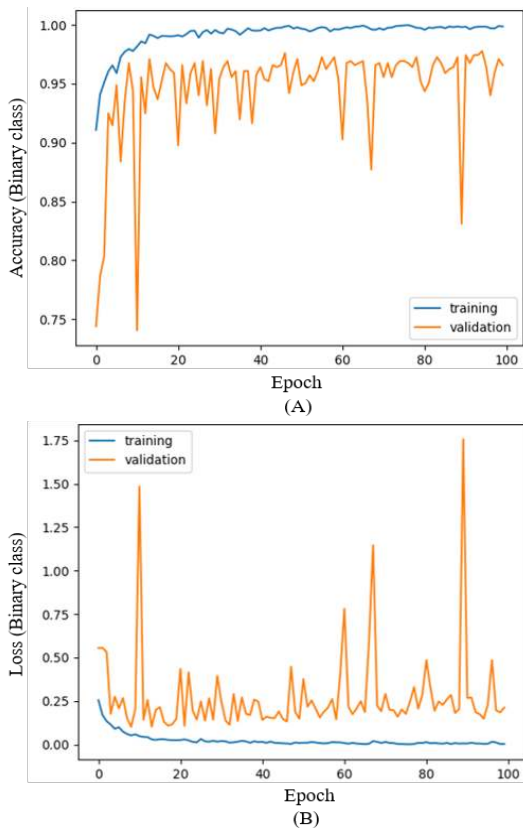 1.00
0.95
0.90
0.85
0.80
0.75
Accuracy (Binary class)
training
validation
0 20 40 60 80 100
Epoch
(A)
training
validation
1.75
1.50
1.25
1.00
0.75
0.50
0.25
0.00
Loss (Binary class)
0 20 40 60 80 100
Epoch
(B)